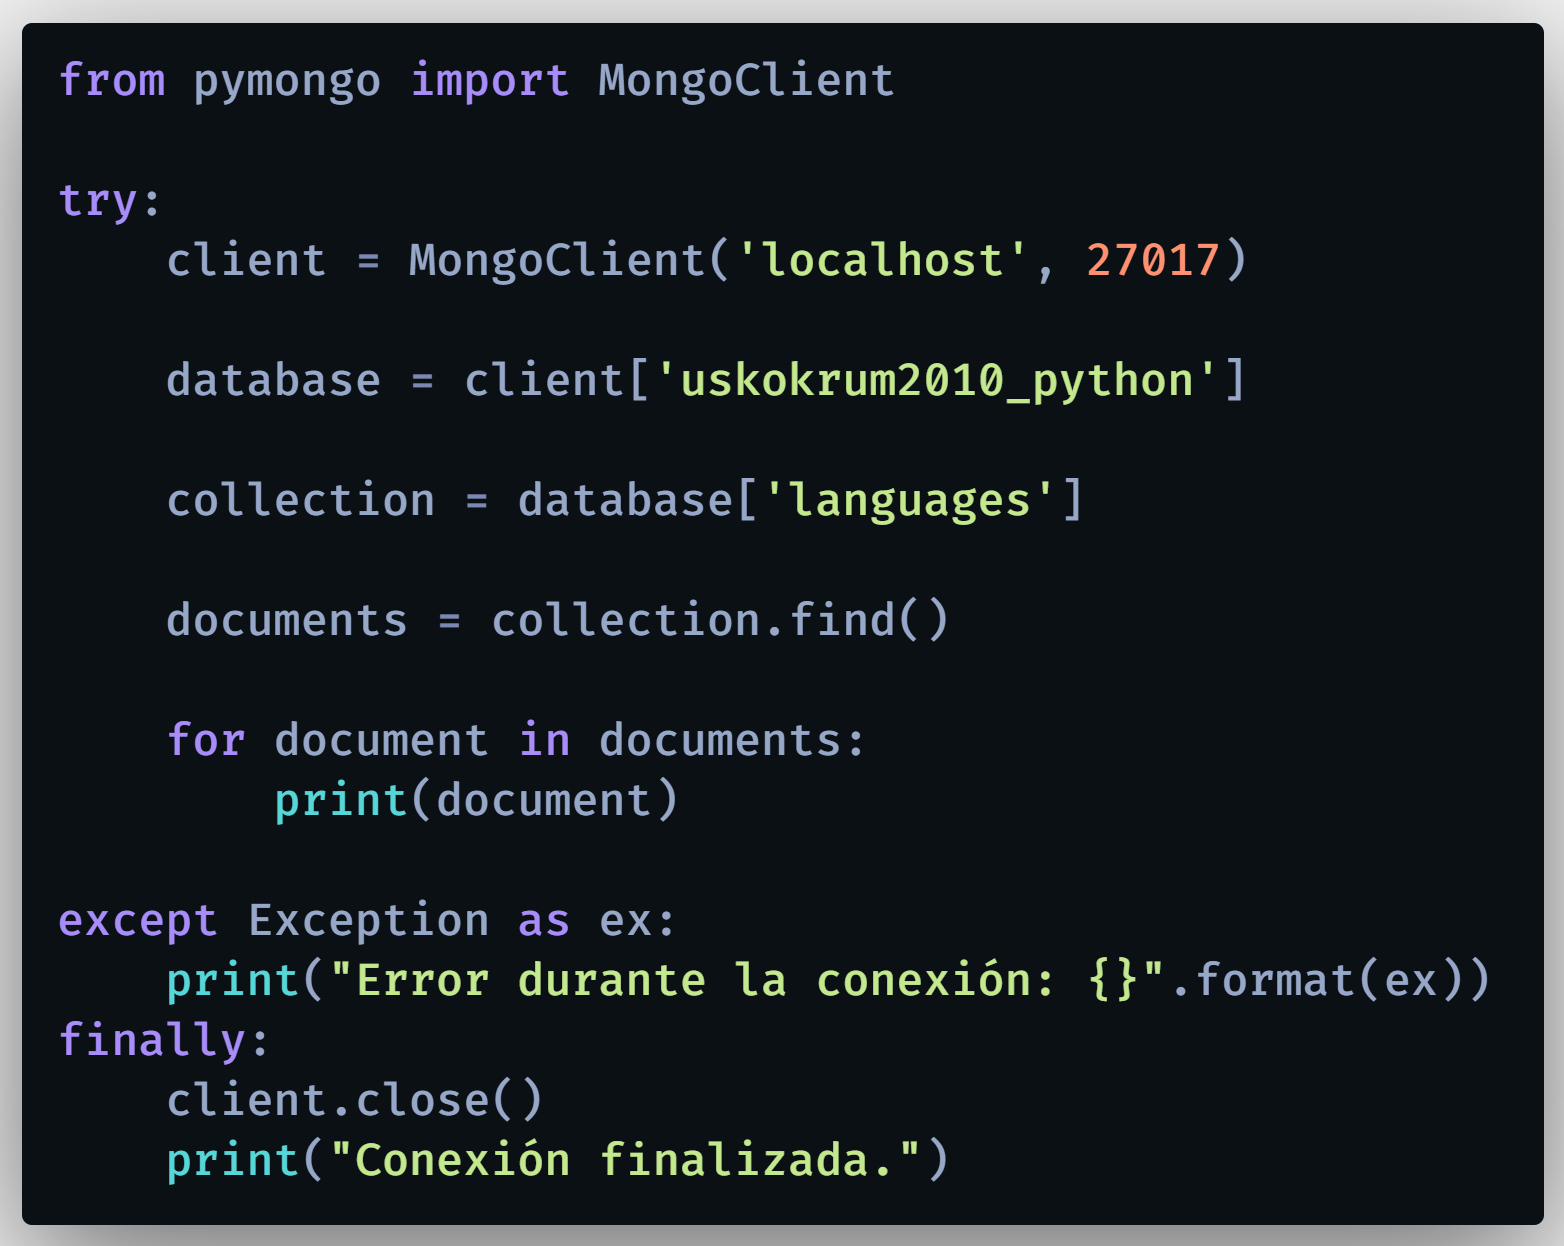 from pymongo import MongoClient
try:
    client = MongoClient('localhost', 27017)
    database = client['uskokrum2010_python']
    collection = database['languages']
    documents = collection.find()
    for document in documents:
        print(document)
except Exception as ex:
    print("Error durante la conexión: {}".format(ex))
finally:
    client.close()
    print("Conexión finalizada.")